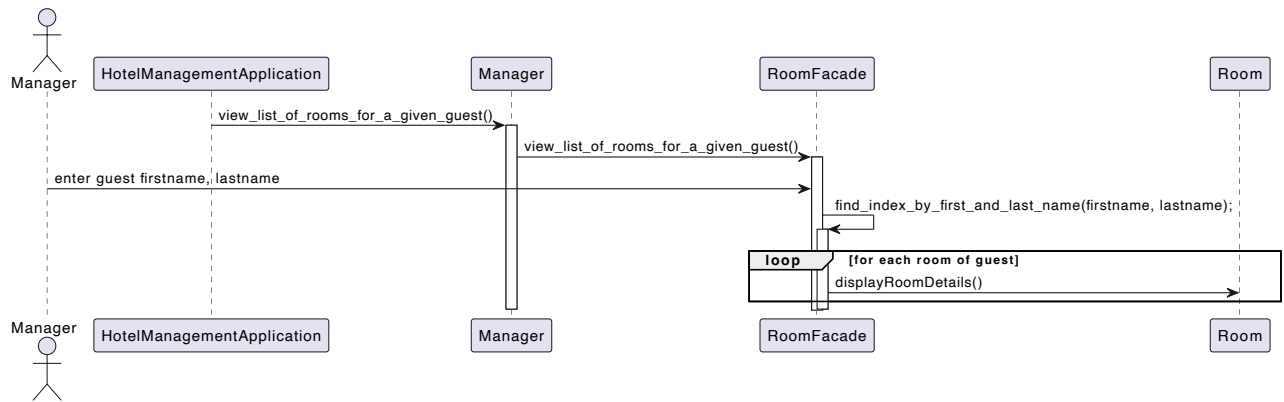 Manager
HotelManagementApplication
Manager
RoomFacade
Room
view_list_of_rooms_for_a_given_guest()
view_list_of_rooms_for_a_given_guest()
enter guest firstname, lastname
find_index_by_first_and_last_name(firstname, lastname);
loop [for each room of guest]
displayRoomDetails()
Manager
HotelManagementApplication
Manager
RoomFacade
Room